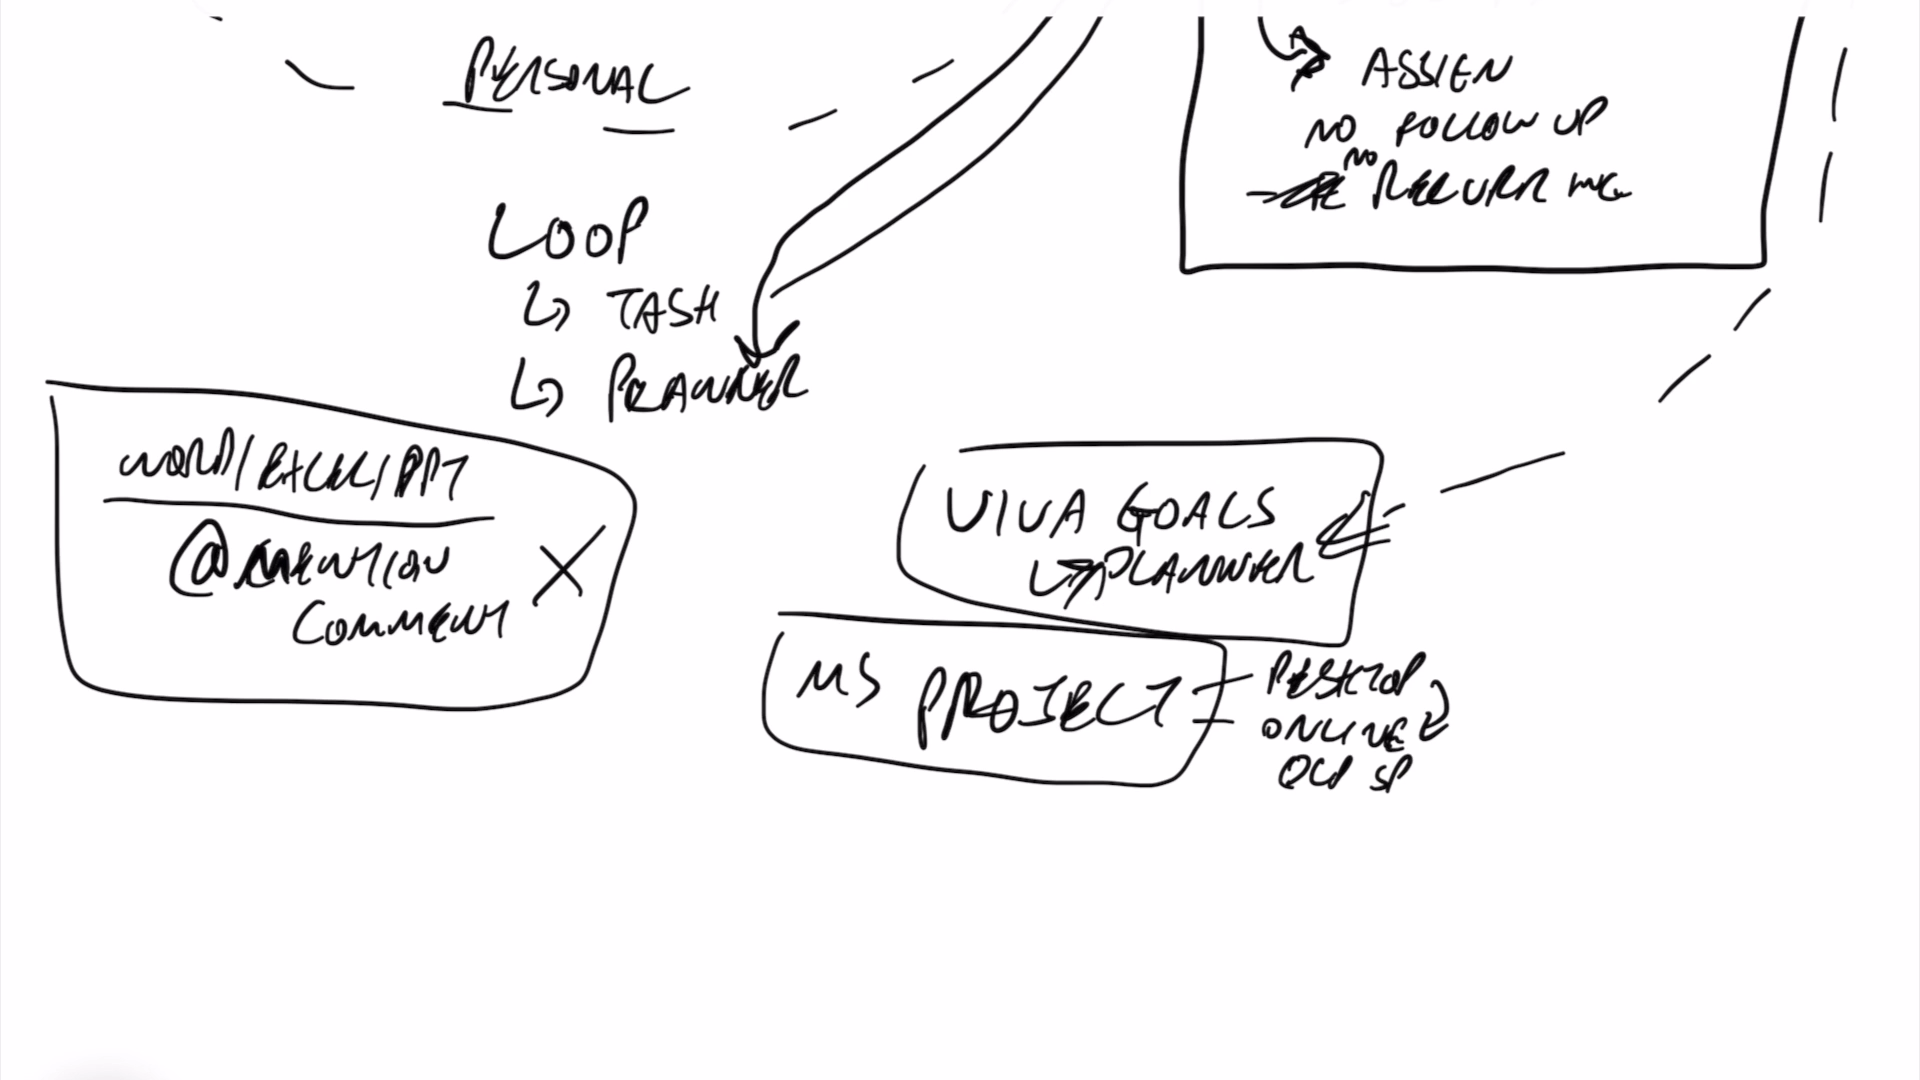 PERSONAL
LOOP
↳ TASK
↳ PLANNER
WORD/EXCEL/PPT
@MENTION
COMMENT X
ASSIGN
NO FOLLOW UP
NO
RECURRING
VIVA GOALS
↳ PLANNER
MS PROJECT
DESKTOP
ONLINE
SP